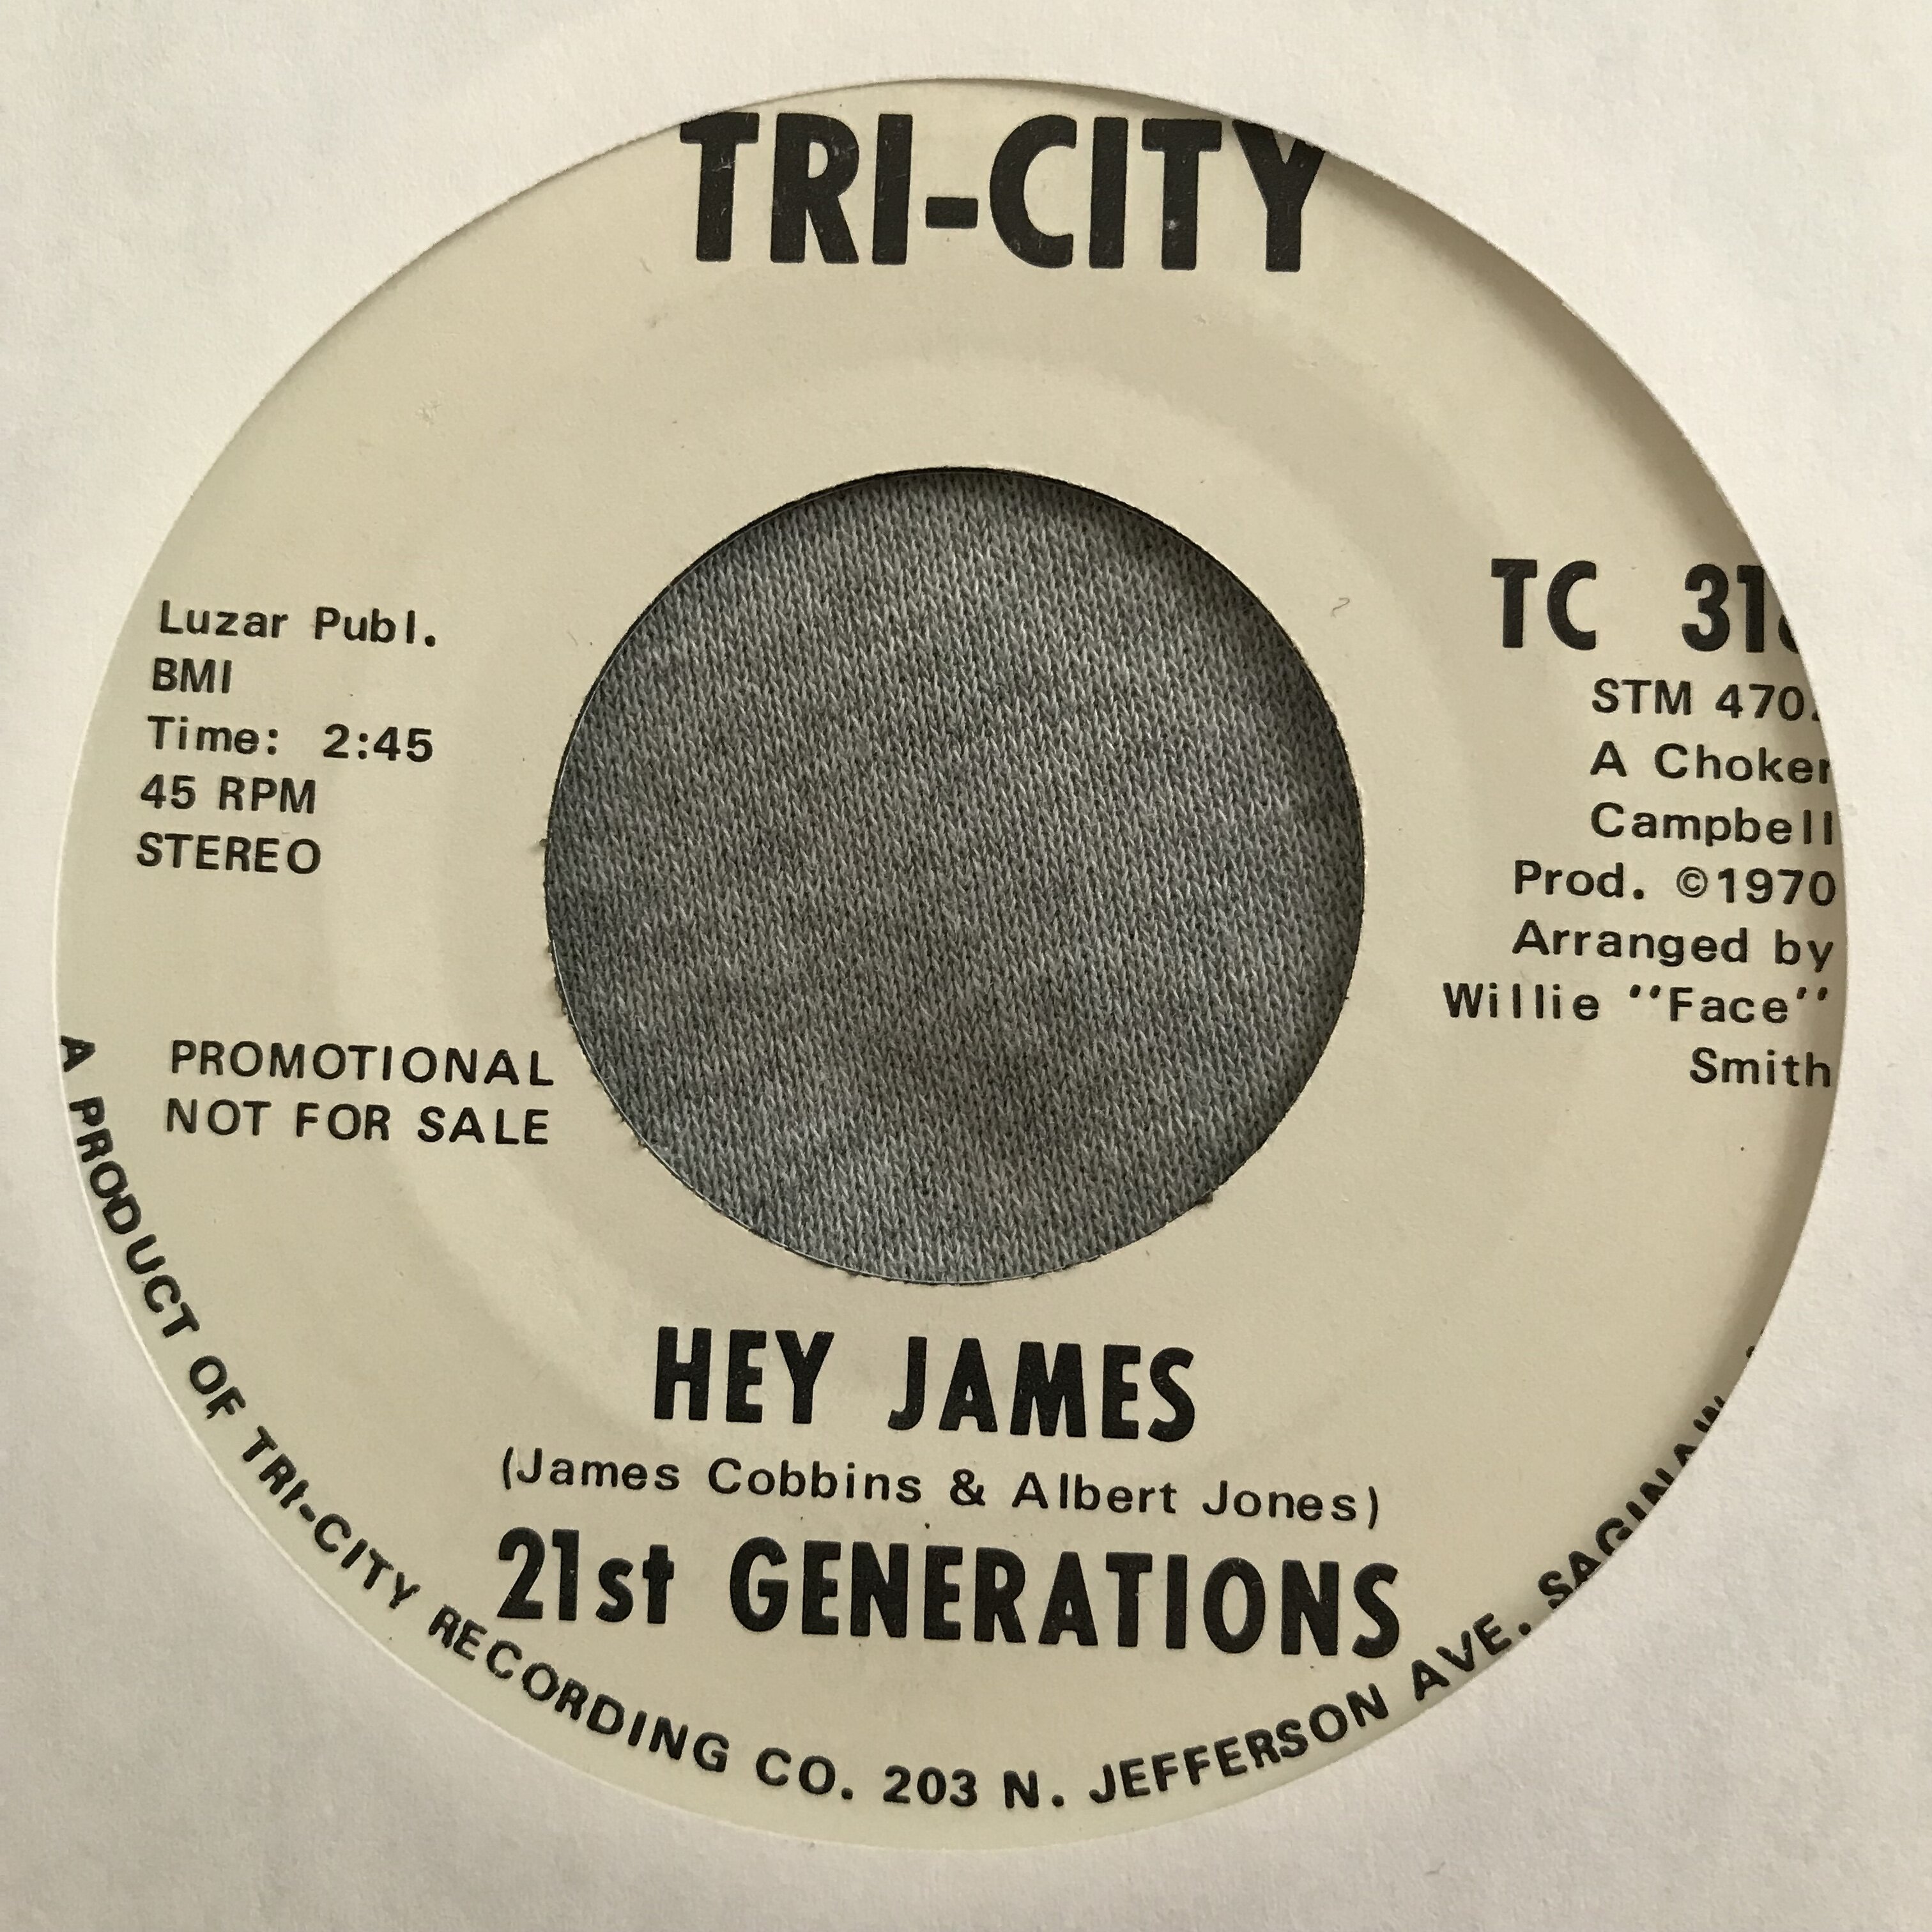 TRI-CITY
Luzar Publ.
BMI
Time: 2:45
45 RPM
STEREO
PROMOTIONAL
NOT FOR SALE
TC
STM
A Choker
Campbell
Prod. ©1970
Arranged by
Willie "Face"
Smith
HEY JAMES
(James Cobbins & Albert Jones)
21st GENERATIONS
A PRODUCT OF TRI-CITY RECORDING CO. 203 N. JEFFERSON AVE. SAGINAW